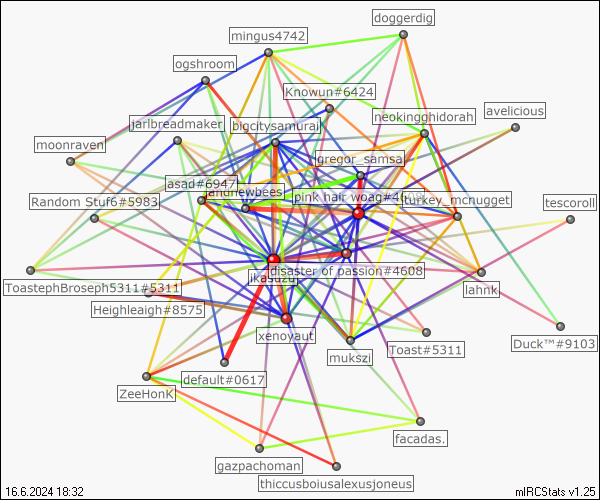 doggerdig
mingus4742
ogshroom
Knowun#6424
avelicious
neokingghidorah
jarlbreadmaker
bigcitysamurai
moonraven
gregor_samsa
asad#6947
andrewbees
pink hair woag#4
turkey_mcnugget
Random Stuf6#5983
tescoroll
disaster of passion#4608
ikasuzu
lahnk
ToastephBroseph5311#5311
Heighleaigh#8575
xenoyaut
Duck™#9103
Toast#5311
mukszi
default#0617
ZeeHonK
facadas.
gazpachoman
thiccusboiusalexusjoneus
16.6.2024 18:32
mIRCStats v1.25